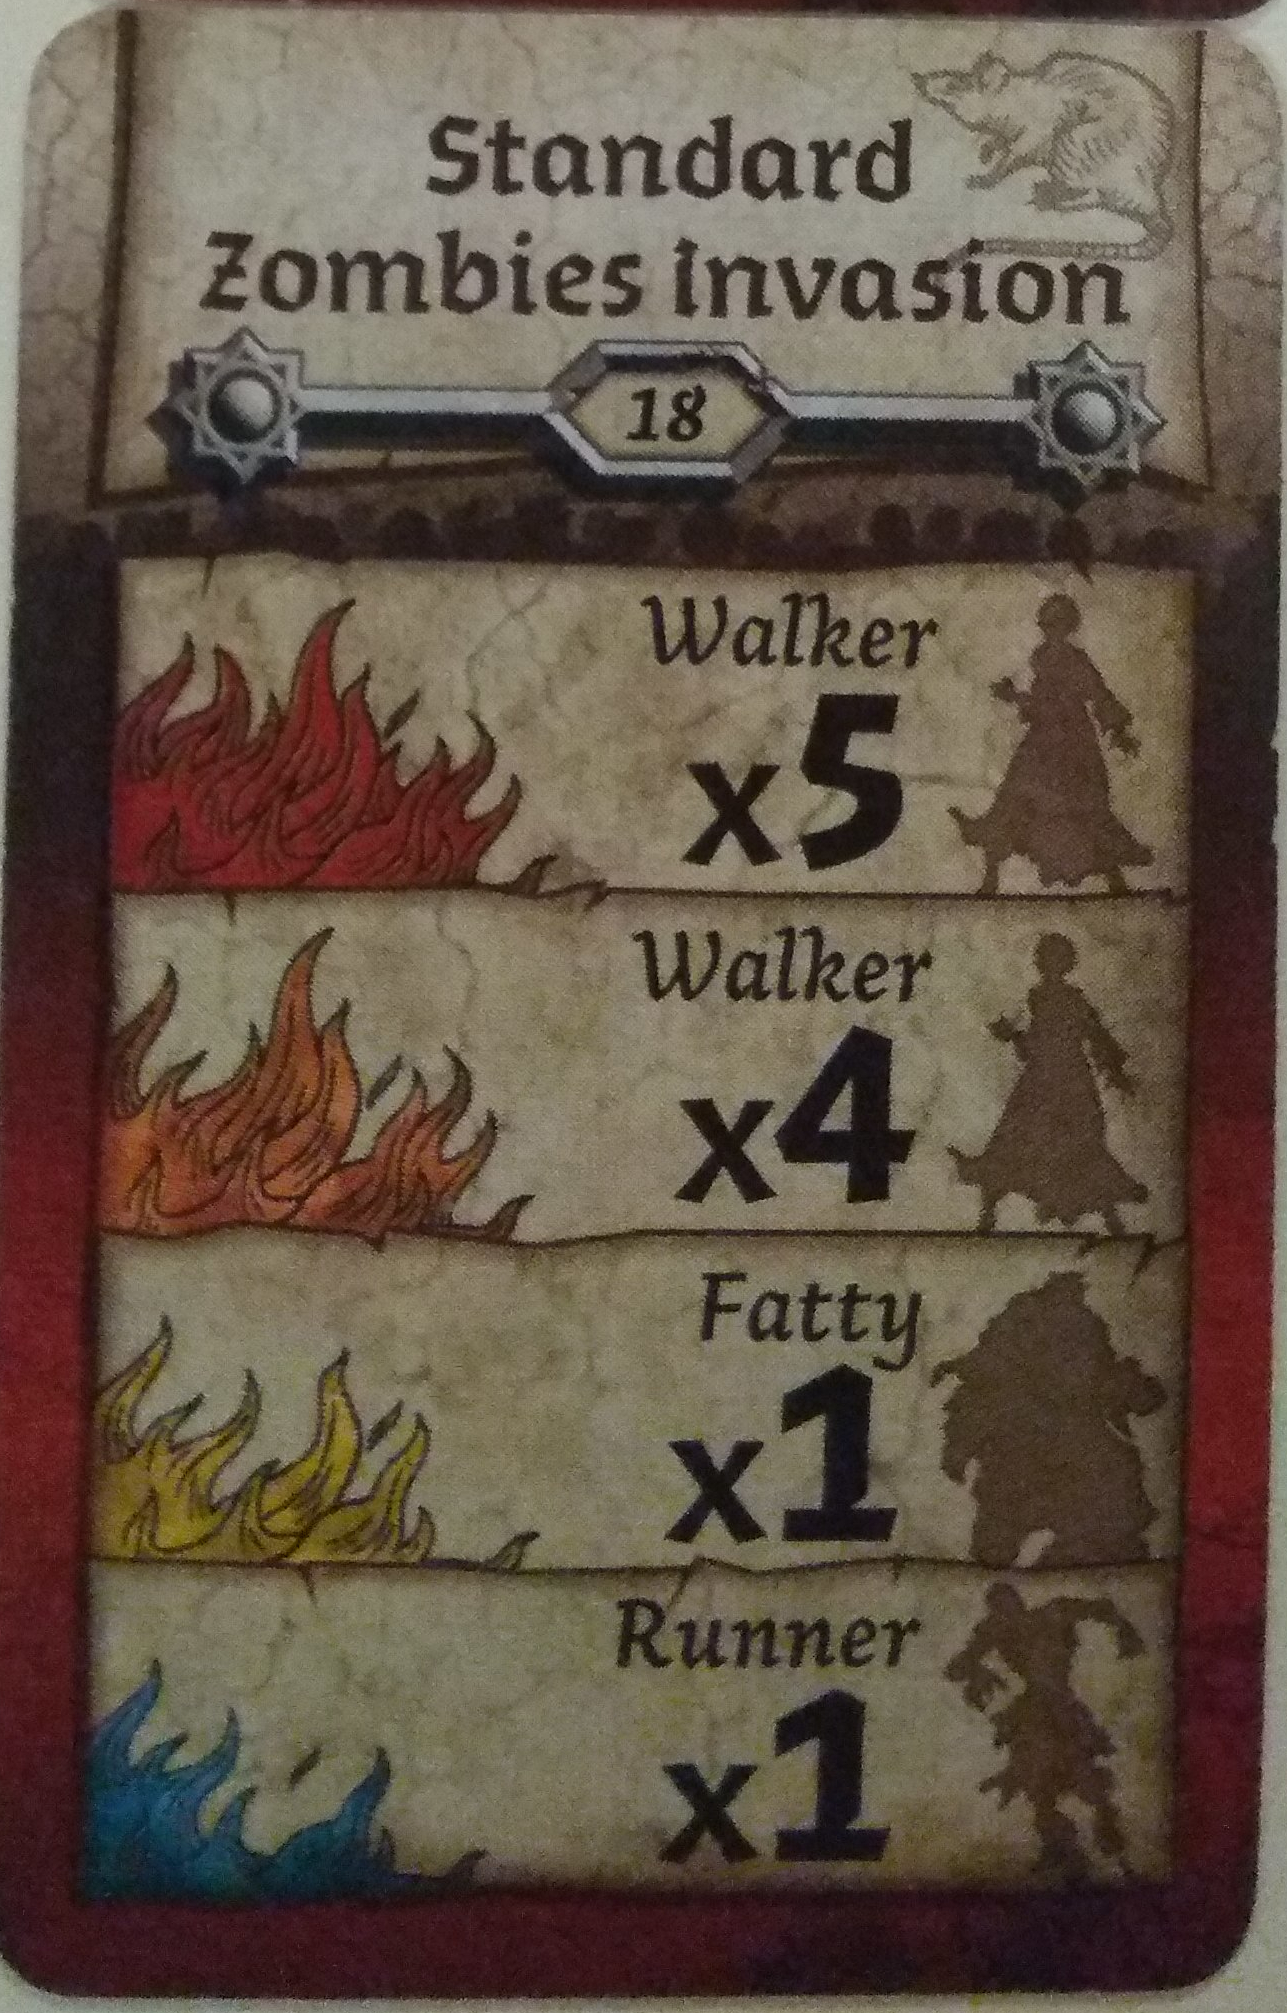 Standard
Zombies Invasion
18
Walker
x5
Walker
x4
Fatty
x1
Runner
x1